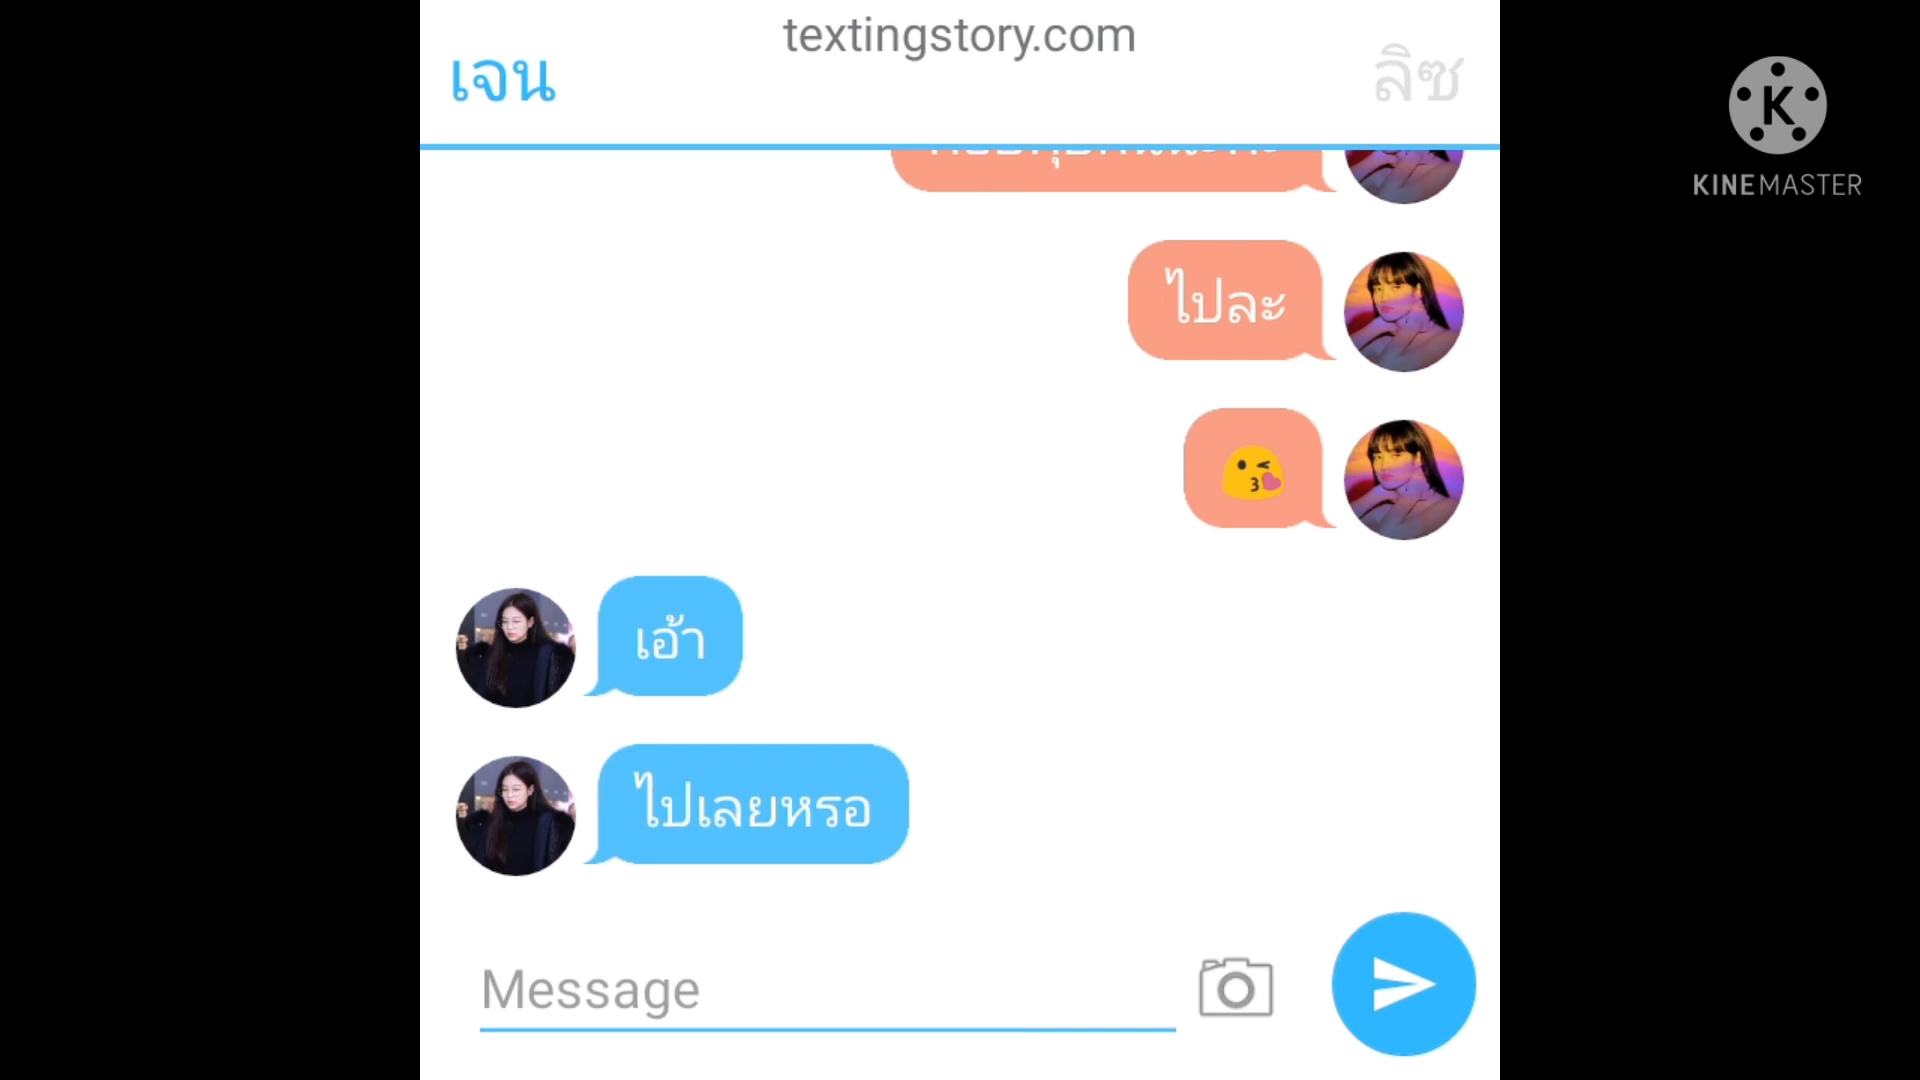 textingstory.com
เจน
ลิซ
ไปละ
😘
เอ้า
ไปเลยหรอ
Message
K
KINEMASTER